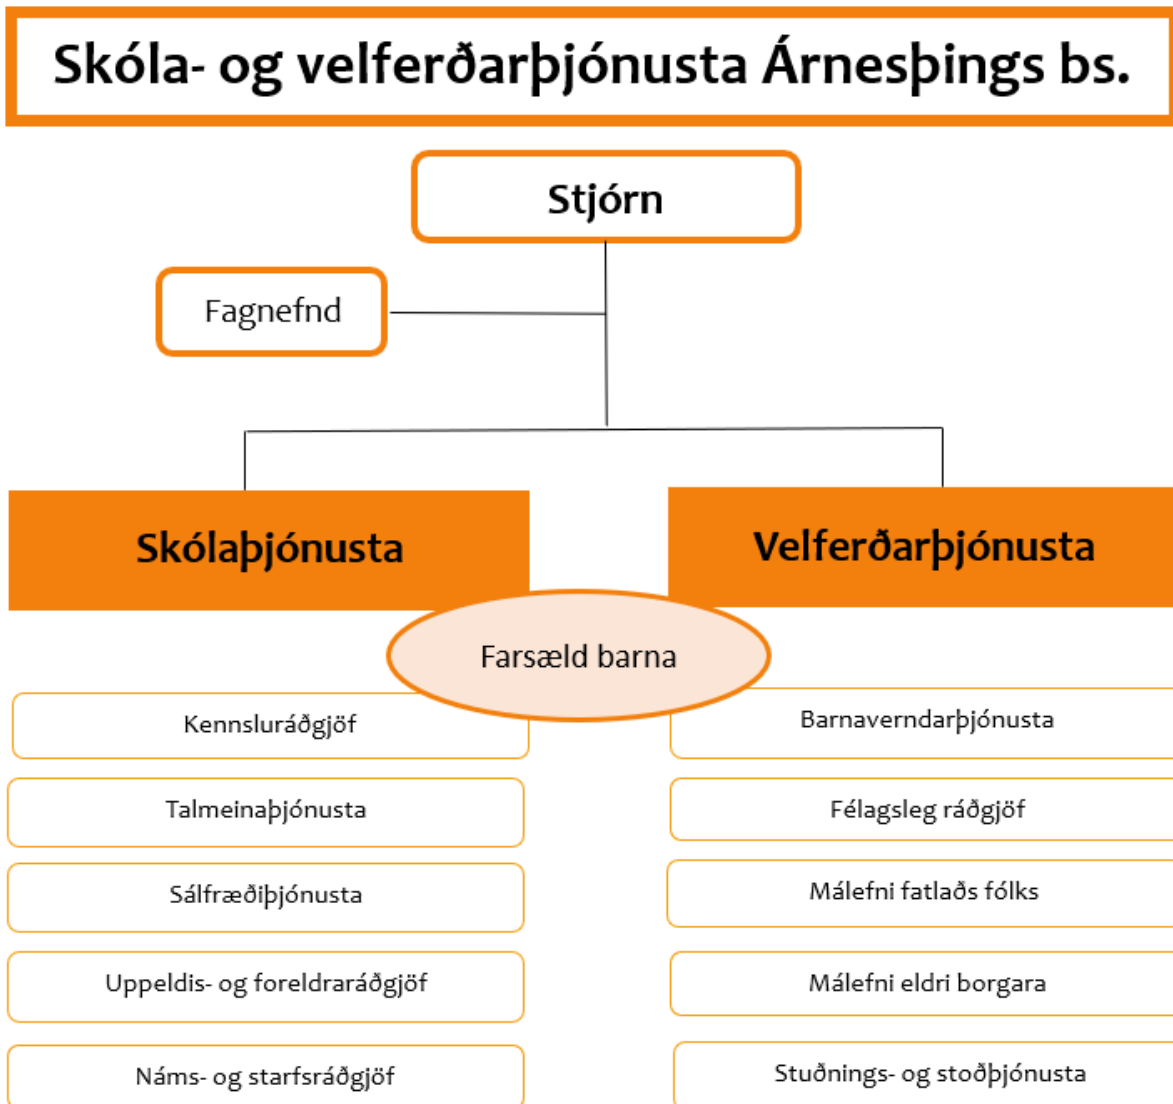 Skóla- og velferðarþjónusta Árnesþings bs.
Stjórn
Fagnefnd
Skólaþjónusta
Velferðarþjónusta
Farsæld barna
Kennsluráðgjöf
Talmeinaþjónusta
Sálfræðiþjónusta
Uppeldis- og foreldraráðgjöf
Náms- og starfsráðgjöf
Barnaverndarþjónusta
Félagsleg ráðgjöf
Málefni fatlaðs fólks
Málefni eldri borgara
Stuðnings- og stoðþjónusta